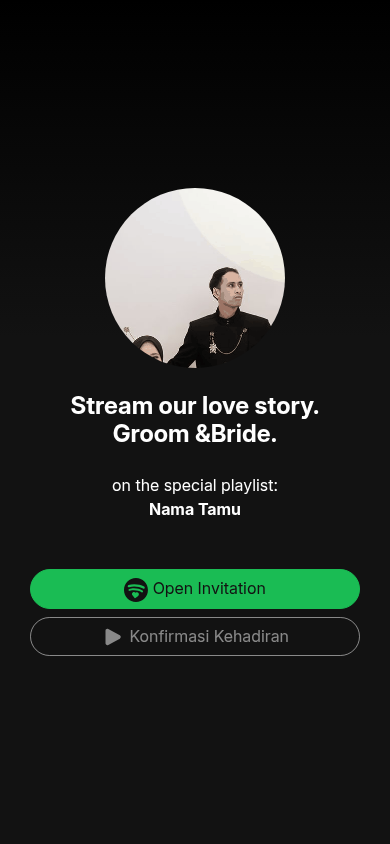 Stream our love story.
Groom &Bride.
on the special playlist:
Nama Tamu
Open Invitation
Konfirmasi Kehadiran